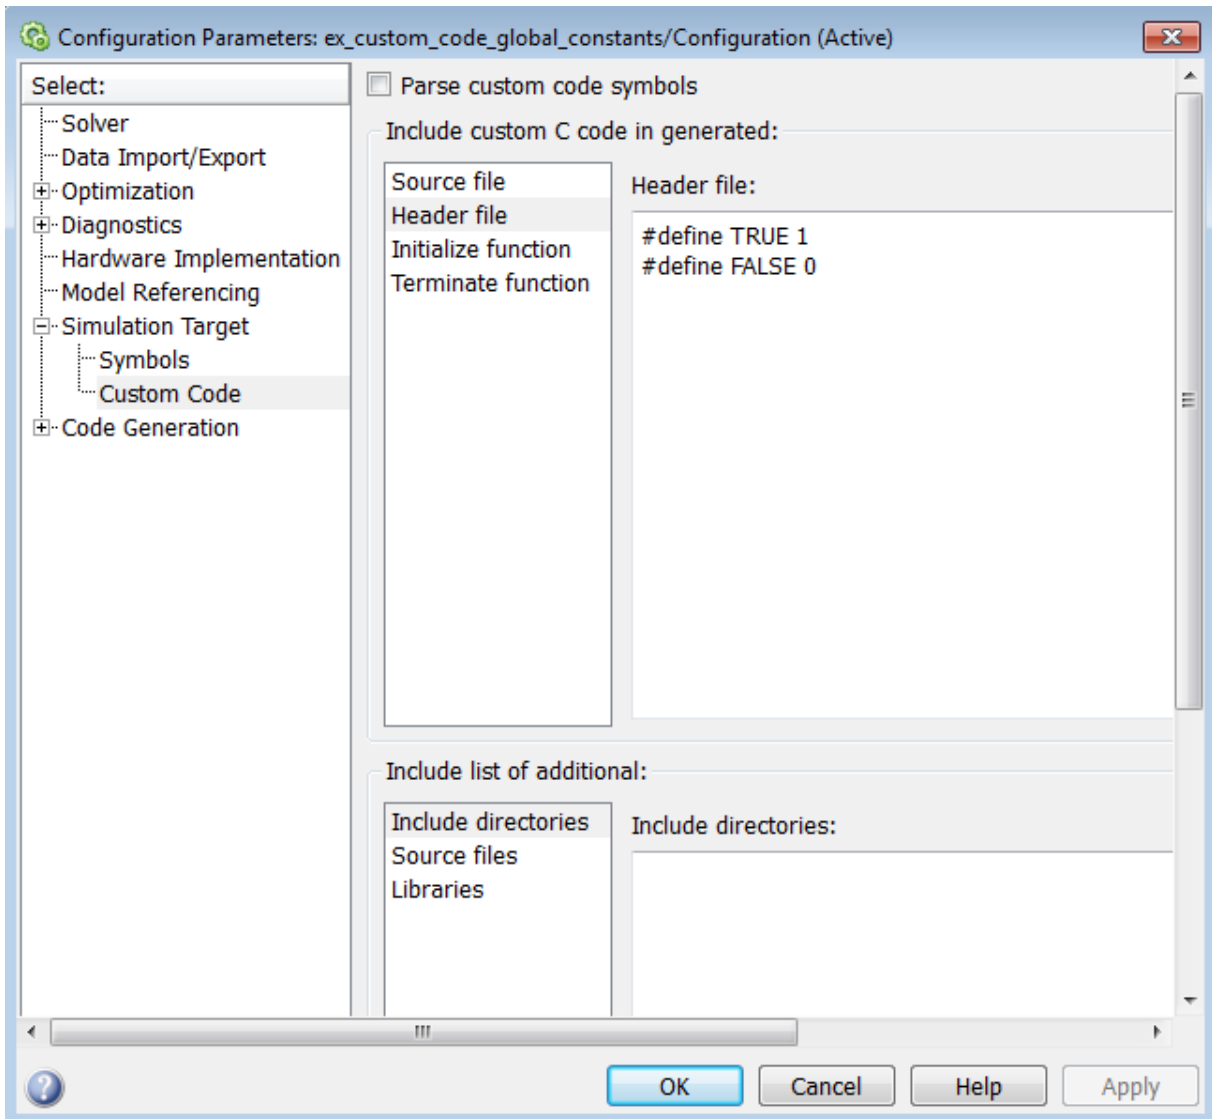 Configuration Parameters: ex_custom_code_global_constants/Configuration (Active)
Select:
Solver
Data Import/Export
Optimization
Diagnostics
Hardware Implementation
Model Referencing
Simulation Target
Symbols
Custom Code
Code Generation
Parse custom code symbols
Include custom C code in generated:
Source file
Header file
Initialize function
Terminate function
Header file:
#define TRUE 1
#define FALSE 0
Include list of additional:
Include directories
Source files
Libraries
Include directories:
OK
Cancel
Help
Apply